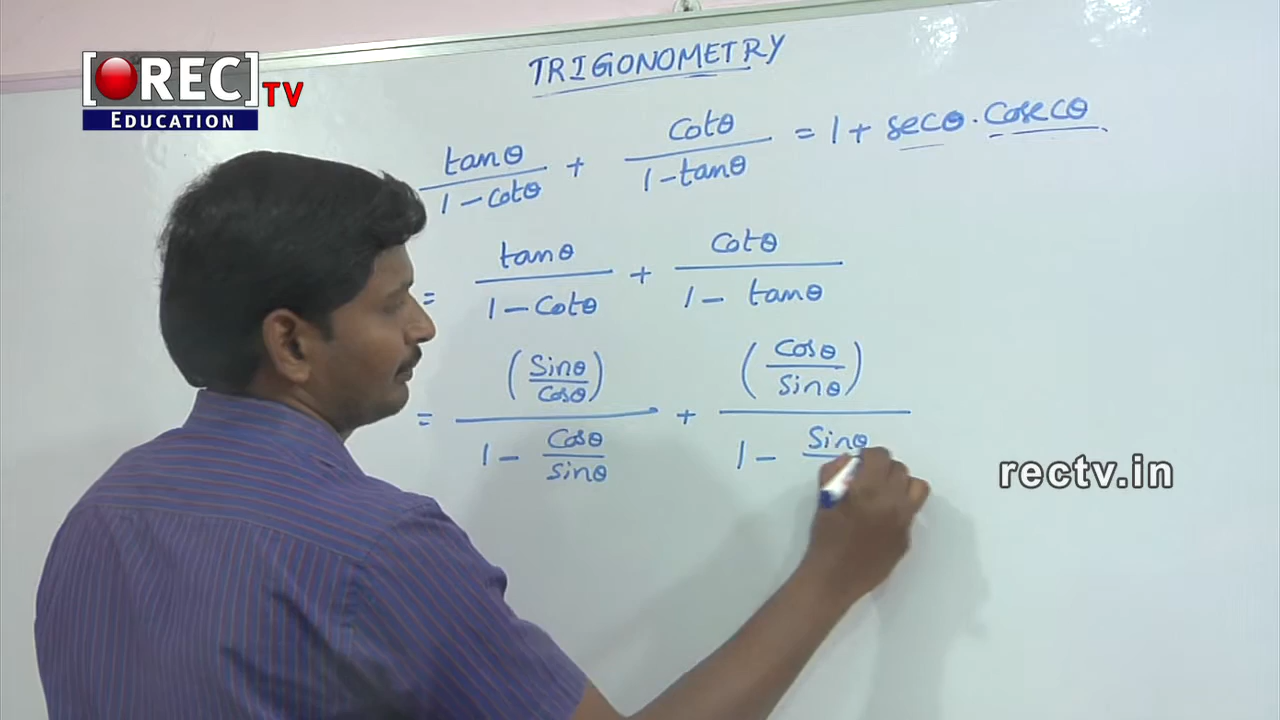 [REC] TV
EDUCATION
TRIGONOMETRY
tanθ/1-cotθ + cotθ/1-tanθ = 1 + secθ.cosecθ.
= tanθ/1-cotθ + cotθ/1-tanθ
= (sinθ/cosθ)/1-cosθ/sinθ + (cosθ/sinθ)/1-sinθ/
rectv.in